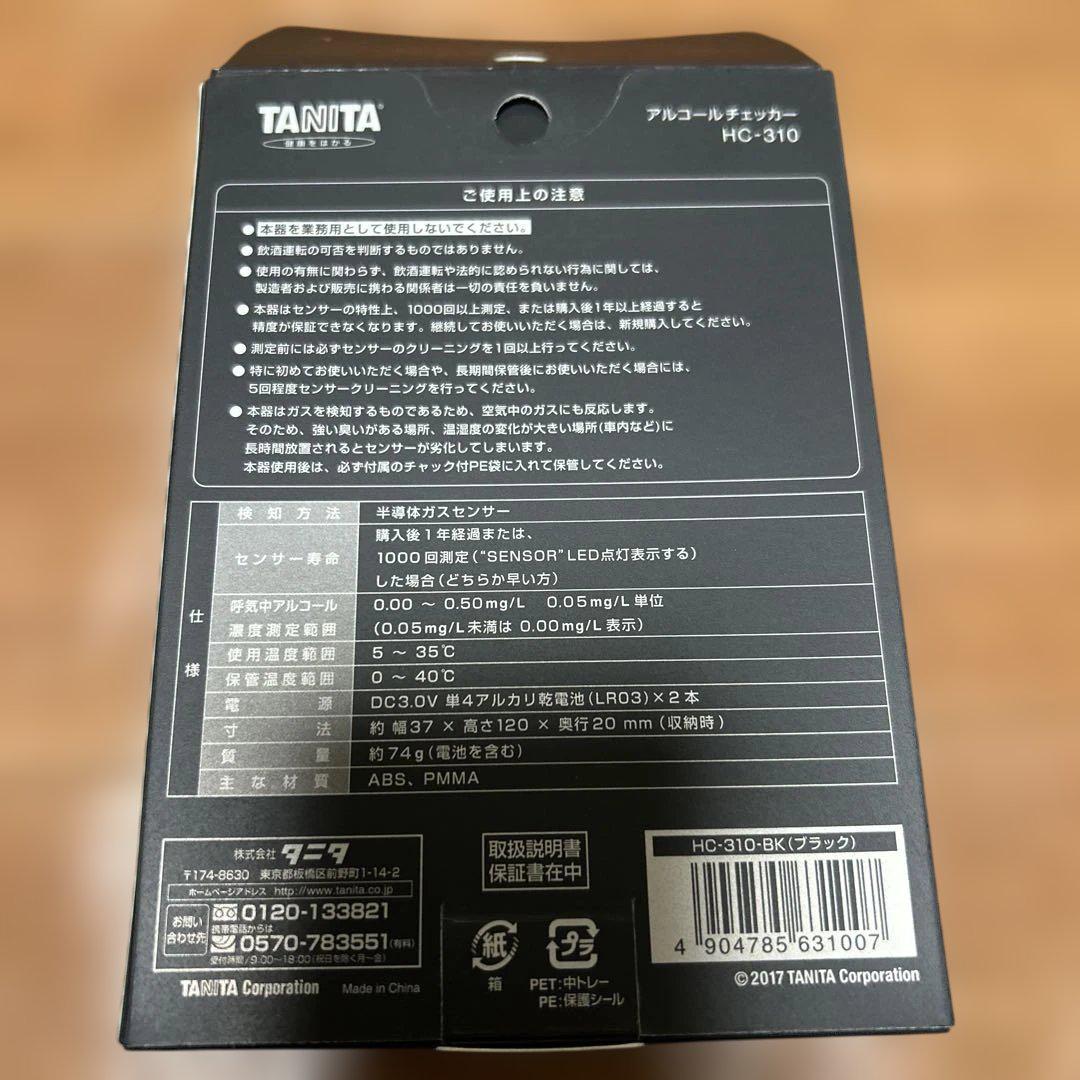 TANITA
健康をはかる
アルコールチェッカー
HC-310
ご使用上の注意
● 本器を業務用として使用しないでください。
● 飲酒運転の可否を判断するものではありません。
● 使用の有無に関わらず、飲酒運転や法的に認められない行為に関しては、
製造者および販売に携わる関係者は一切の責任を負いません。
● 本器はセンサーの特性上、1000回以上測定、または購入後1年以上経過すると
精度が保証できなくなります。継続してお使いいただく場合は、新規購入してください。
● 測定前には必ずセンサーのクリーニングを1回以上行ってください。
● 特に初めてお使いいただく場合や、長期間保管後にお使いいただく場合には、
5回程度センサークリーニングを行ってください。
● 本器はガスを検知するものであるため、空気中のガスにも反応します。
そのため、強い臭いがある場所、温湿度の変化が大きい場所(車内など)に
長時間放置されるとセンサーが劣化してしまいます。
本器使用後は、必ず付属のチャック付PE袋に入れて保管してください。
仕様
検知方法 半導体ガスセンサー
センサー寿命 購入後1年経過または、
1000回測定("SENSOR"LED点灯表示する)
した場合(どちらか早い方)
呼気中アルコール 0.00 ～ 0.50mg/L 0.05mg/L単位
濃度測定範囲 (0.05mg/L未満は 0.00mg/L表示)
使用温度範囲 5 ～ 35℃
保管温度範囲 0 ～ 40℃
電源 DC3.0V 単4アルカリ乾電池(LR03)×2本
寸法 約 幅37 × 高さ120 × 奥行20 mm(収納時)
質量 約74g(電池を含む)
主な材質 ABS、PMMA
株式会社 タニタ
〒174-8630 東京都板橋区前野町1-14-2
ホームページアドレス http://www.tanita.co.jp
お問い合わせ先
0120-133821
携帯電話からは
0570-783551(有料)
受付時間/9:00～18:00(祝日を除く月～金)
TANITA Corporation Made in China
取扱説明書
保証書在中
紙
箱
プラ
PET:中トレー
PE:保護シール
HC-310-BK(ブラック)
4 904785 631007
©2017 TANITA Corporation